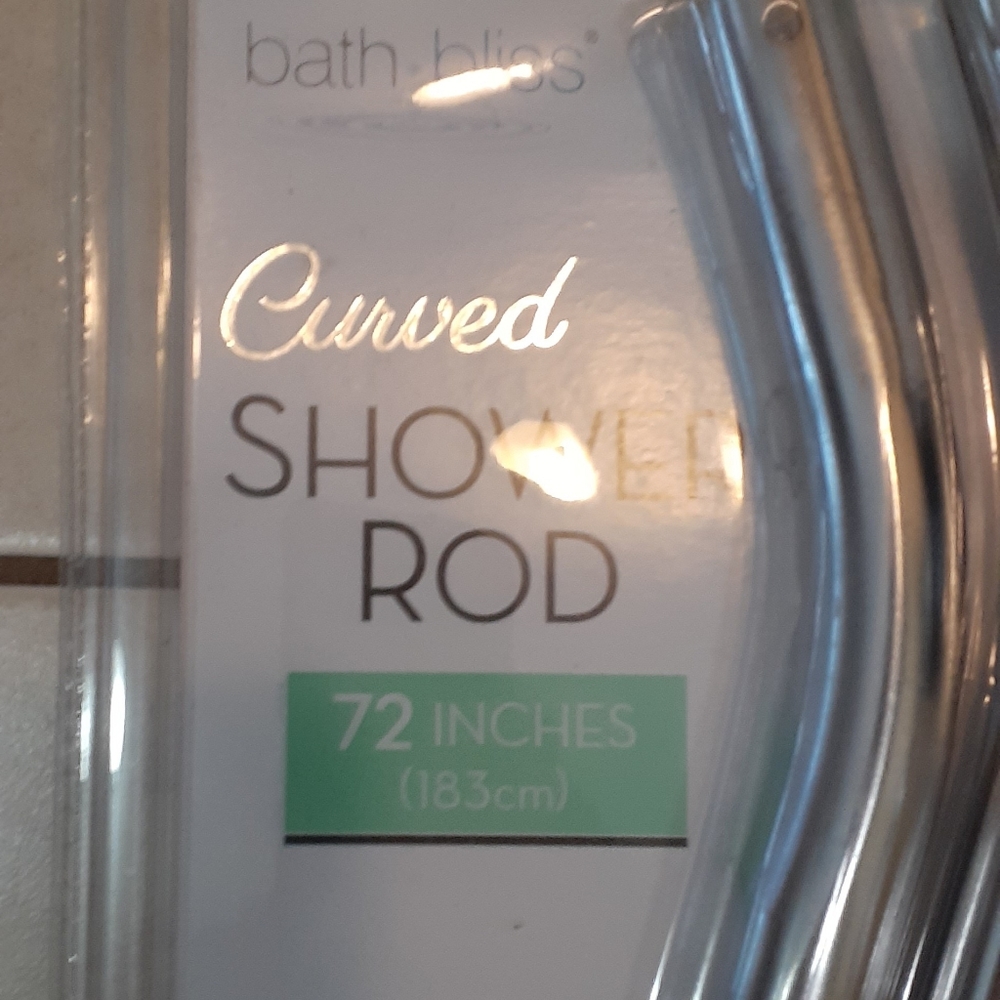 bath bliss®
Curved
SHOWER
ROD
72 INCHES
(183cm)